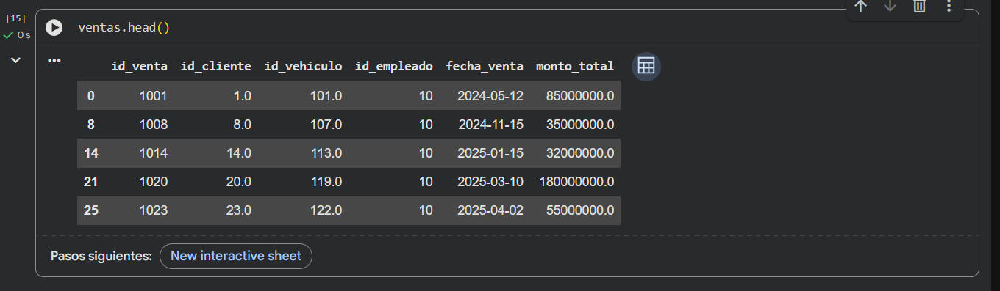 [15]
0 s
ventas.head()
id_venta id_cliente id_vehiculo id_empleado fecha_venta monto_total
0 1001 1.0 101.0 10 2024-05-12 85000000.0
8 1008 8.0 107.0 10 2024-11-15 35000000.0
14 1014 14.0 113.0 10 2025-01-15 32000000.0
21 1020 20.0 119.0 10 2025-03-10 180000000.0
25 1023 23.0 122.0 10 2025-04-02 55000000.0
Pasos siguientes: New interactive sheet